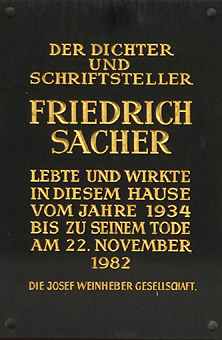 DER DICHTER
UND
SCHRIFTSTELLER
FRIEDRICH
SACHER
LEBTE UND WIRKTE
IN DIESEM HAUSE
VOM JAHRE 1934
BIS ZU SEINEM TODE
AM 22. NOVEMBER
1982
DIE JOSEF WEINHEBER GESELLSCHAFT.